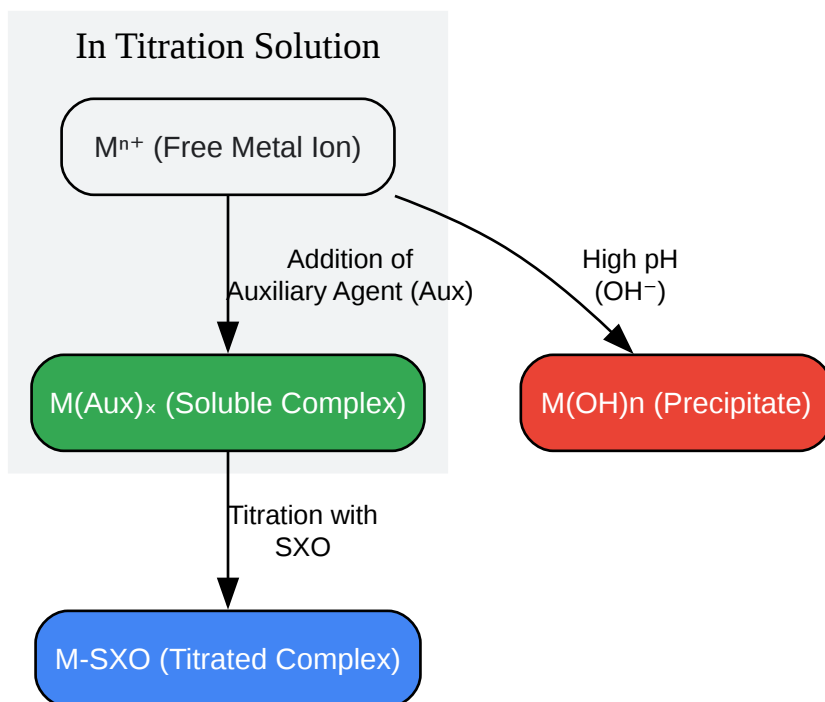 In Titration Solution
Mⁿ⁺ (Free Metal Ion)
Addition of
Auxiliary Agent (Aux)
High pH
(OH⁻)
M(Aux)ₓ (Soluble Complex)
M(OH)n (Precipitate)
Titration with
SXO
M-SXO (Titrated Complex)